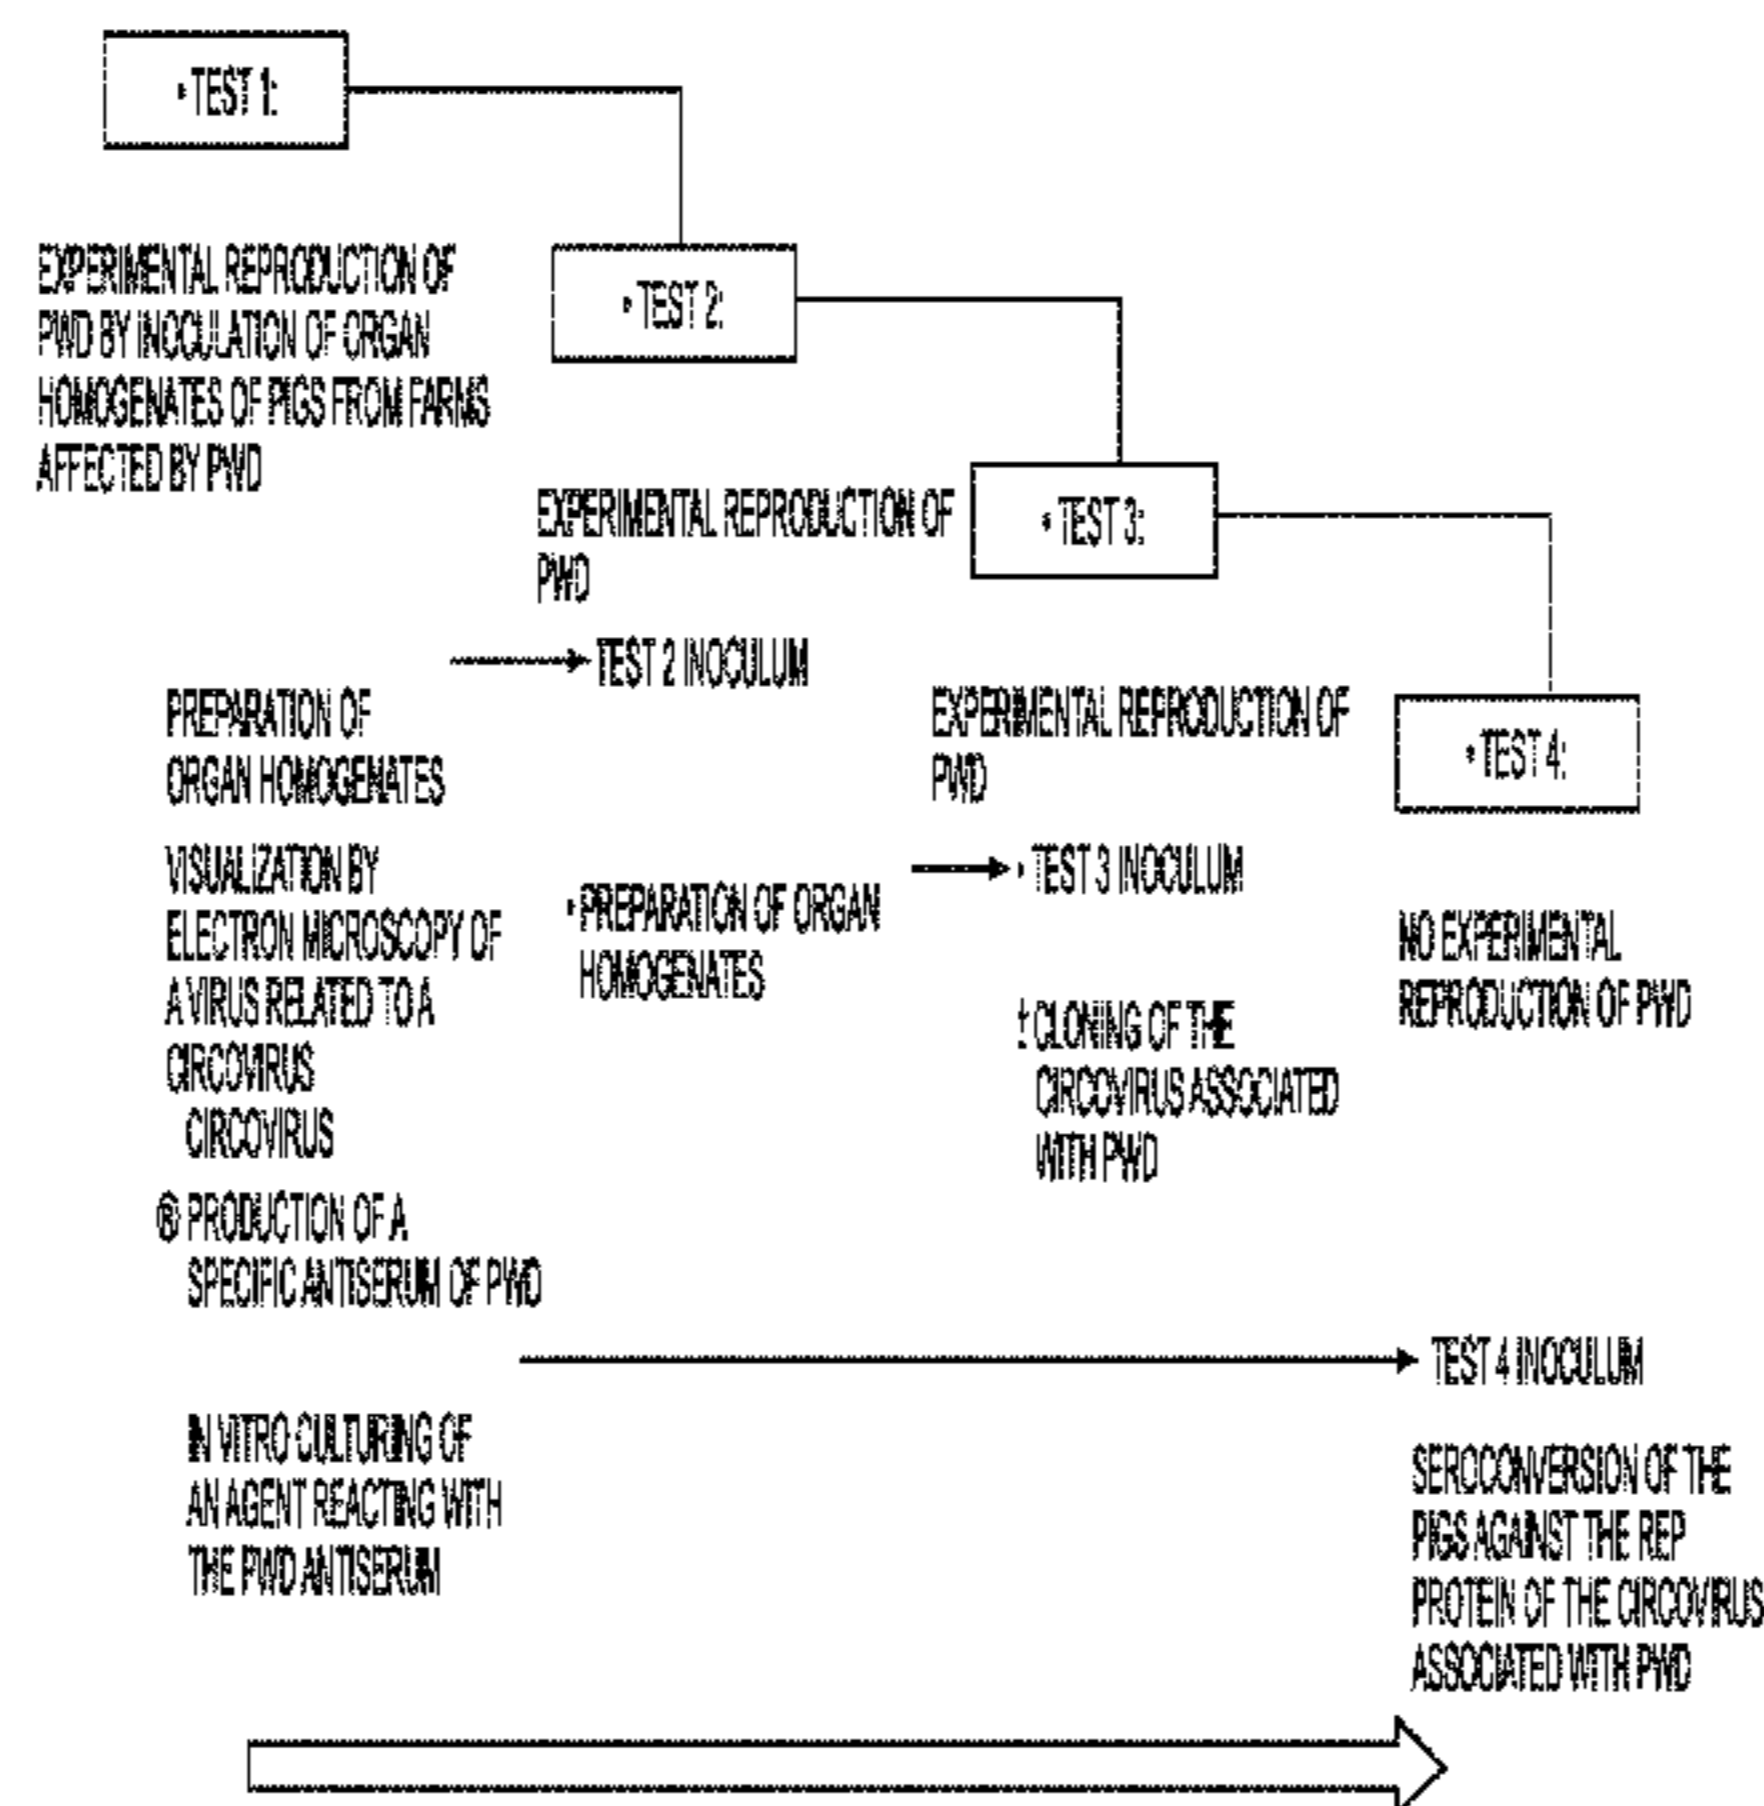 • TEST 1:
EXPERIMENTAL REPRODUCTION OF
PWD BY INOCULATION OF ORGAN
HOMOGENATES OF PIGS FROM FARMS
AFFECTED BY PWD
PREPARATION OF
ORGAN HOMOGENATES
VISUALIZATION BY
ELECTRON MICROSCOPY OF
A VIRUS RELATED TO A
CIRCOVIRUS
CIRCOVIRUS
® PRODUCTION OF A
SPECIFIC ANTISERUM OF PWD
IN VITRO CULTURING OF
AN AGENT REACTING WITH
THE PWD ANTISERUM
• TEST 2:
EXPERIMENTAL REPRODUCTION OF
PWD
TEST 2 INOCULUM
• PREPARATION OF ORGAN
HOMOGENATES
• TEST 3:
EXPERIMENTAL REPRODUCTION OF
PWD
• TEST 3 INOCULUM
‡ CLONING OF THE
CIRCOVIRUS ASSOCIATED
WITH PWD
• TEST 4:
NO EXPERIMENTAL
REPRODUCTION OF PWD
TEST 4 INOCULUM
SEROCONVERSION OF THE
PIGS AGAINST THE REP
PROTEIN OF THE CIRCOVIRUS
ASSOCIATED WITH PWD